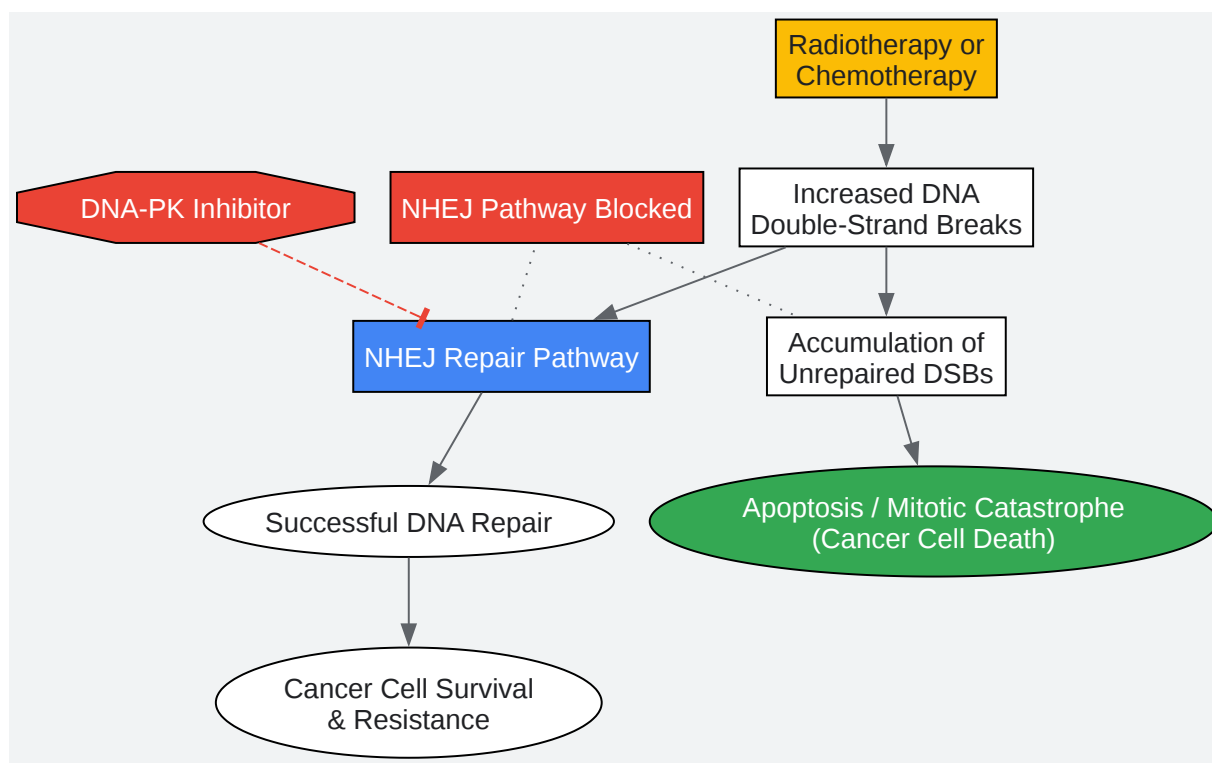 Radiotherapy or
Chemotherapy
DNA-PK Inhibitor
NHEJ Pathway Blocked
Increased DNA
Double-Strand Breaks
NHEJ Repair Pathway
Accumulation of
Unrepaired DSBs
Successful DNA Repair
Apoptosis / Mitotic Catastrophe
(Cancer Cell Death)
Cancer Cell Survival
& Resistance